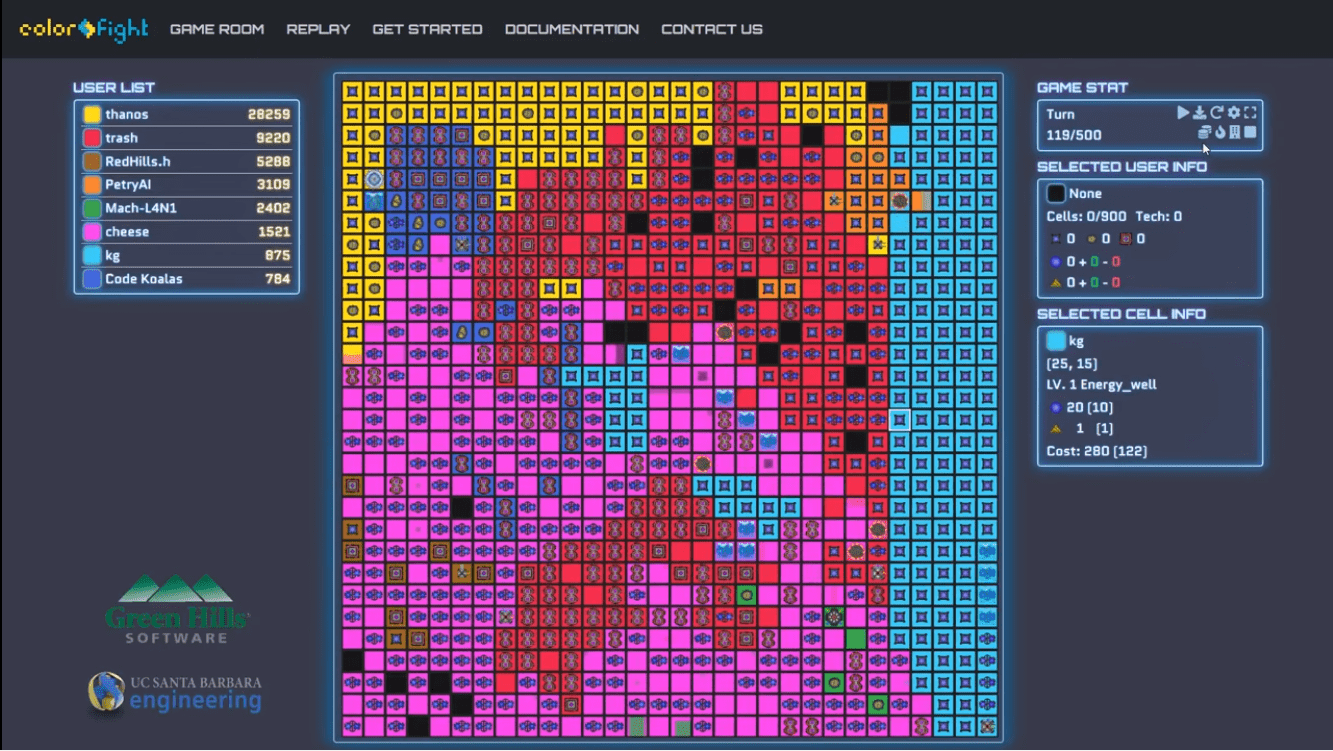 colorfight
GAME ROOM
REPLAY
GET STARTED
DOCUMENTATION
CONTACT US
USER LIST
thanos 28259
trash 9220
RedHills.h 5288
PetryAI 3109
Mach-L4N1 2402
cheese 1521
kg 875
Code Koalas 784
Green Hills®
SOFTWARE
UC SANTA BARBARA
engineering
GAME STAT
Turn
119/500
SELECTED USER INFO
None
Cells: 0/900 Tech: 0
0 0 0
0 + 0 - 0
0 + 0 - 0
SELECTED CELL INFO
kg
(25, 15)
LV. 1 Energy_well
20 (10)
1 (1)
Cost: 280 (122)